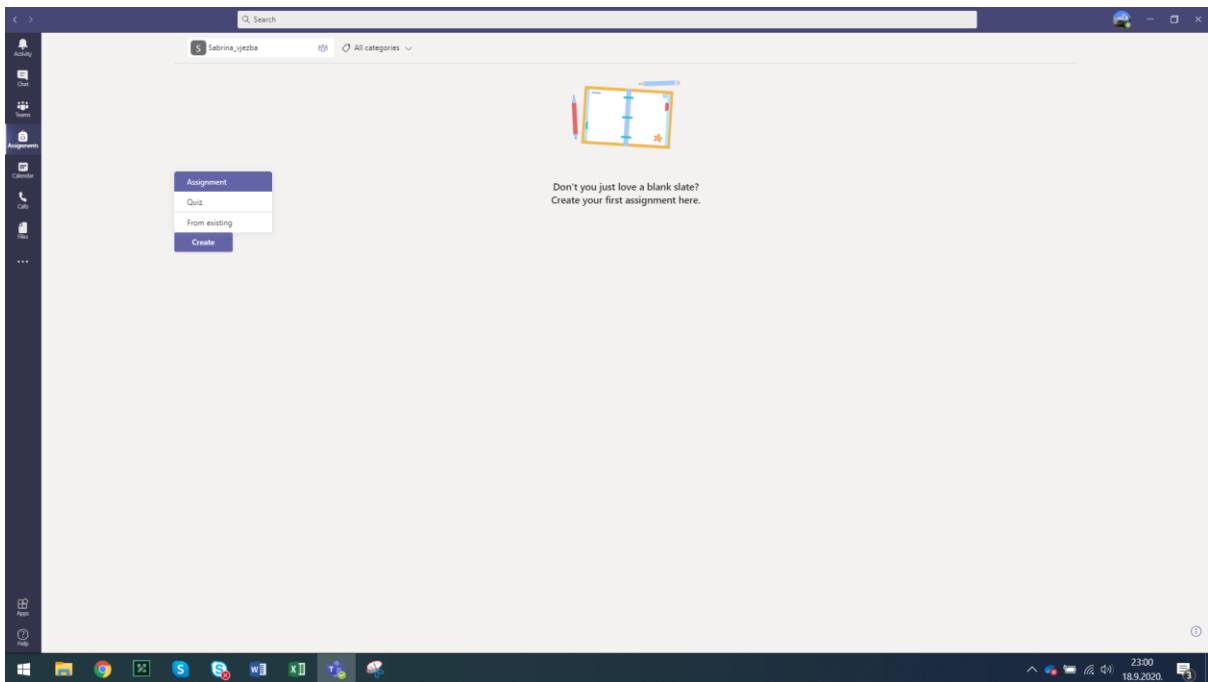 Search
Activity
Chat
Teams
Assignments
Calendar
Calls
Files
S Sabrina_vjezba
All categories
Don't you just love a blank slate?
Create your first assignment here.
Assignment
Quiz
From existing
Create
Apps
Help
23:00
18.9.2020.
3